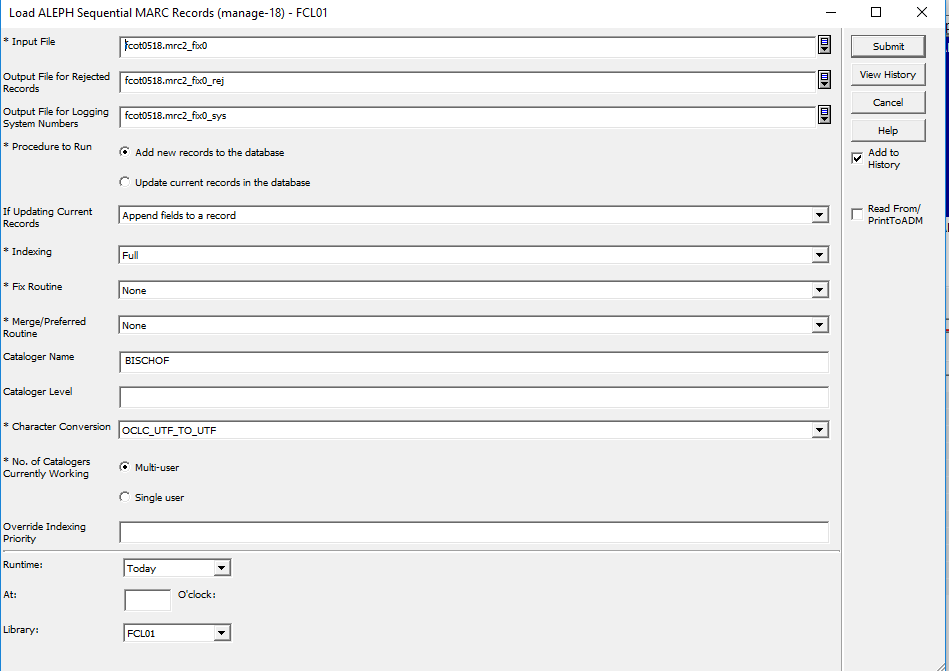 Load ALEPH Sequential MARC Records (manage-18) - FCL01
* Input File
fcot0518.mrc2_fix0
Submit
Output File for Rejected
Records
fcot0518.mrc2_fix0_rej
View History
Output File for Logging
System Numbers
fcot0518.mrc2_fix0_sys
Cancel
Help
* Procedure to Run
Add new records to the database
Add to
History
Update current records in the database
If Updating Current
Records
Append fields to a record
Read From/
PrintToADM
* Indexing
Full
* Fix Routine
None
* Merge/Preferred
Routine
None
Cataloger Name
BISCHOF
Cataloger Level
* Character Conversion
OCLC_UTF_TO_UTF
* No. of Catalogers
Currently Working
Multi-user
Single user
Override Indexing
Priority
Runtime:
Today
At:
O'clock:
Library:
FCL01